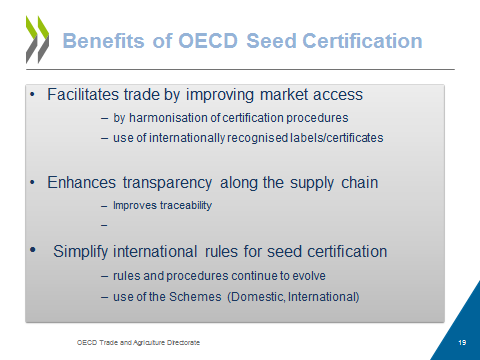 Benefits of OECD Seed Certification
• Facilitates trade by improving market access
– by harmonisation of certification procedures
– use of internationally recognised labels/certificates
• Enhances transparency along the supply chain
– Improves traceability
–
• Simplify international rules for seed certification
– rules and procedures continue to evolve
– use of the Schemes (Domestic, International)
OECD Trade and Agriculture Directorate
19